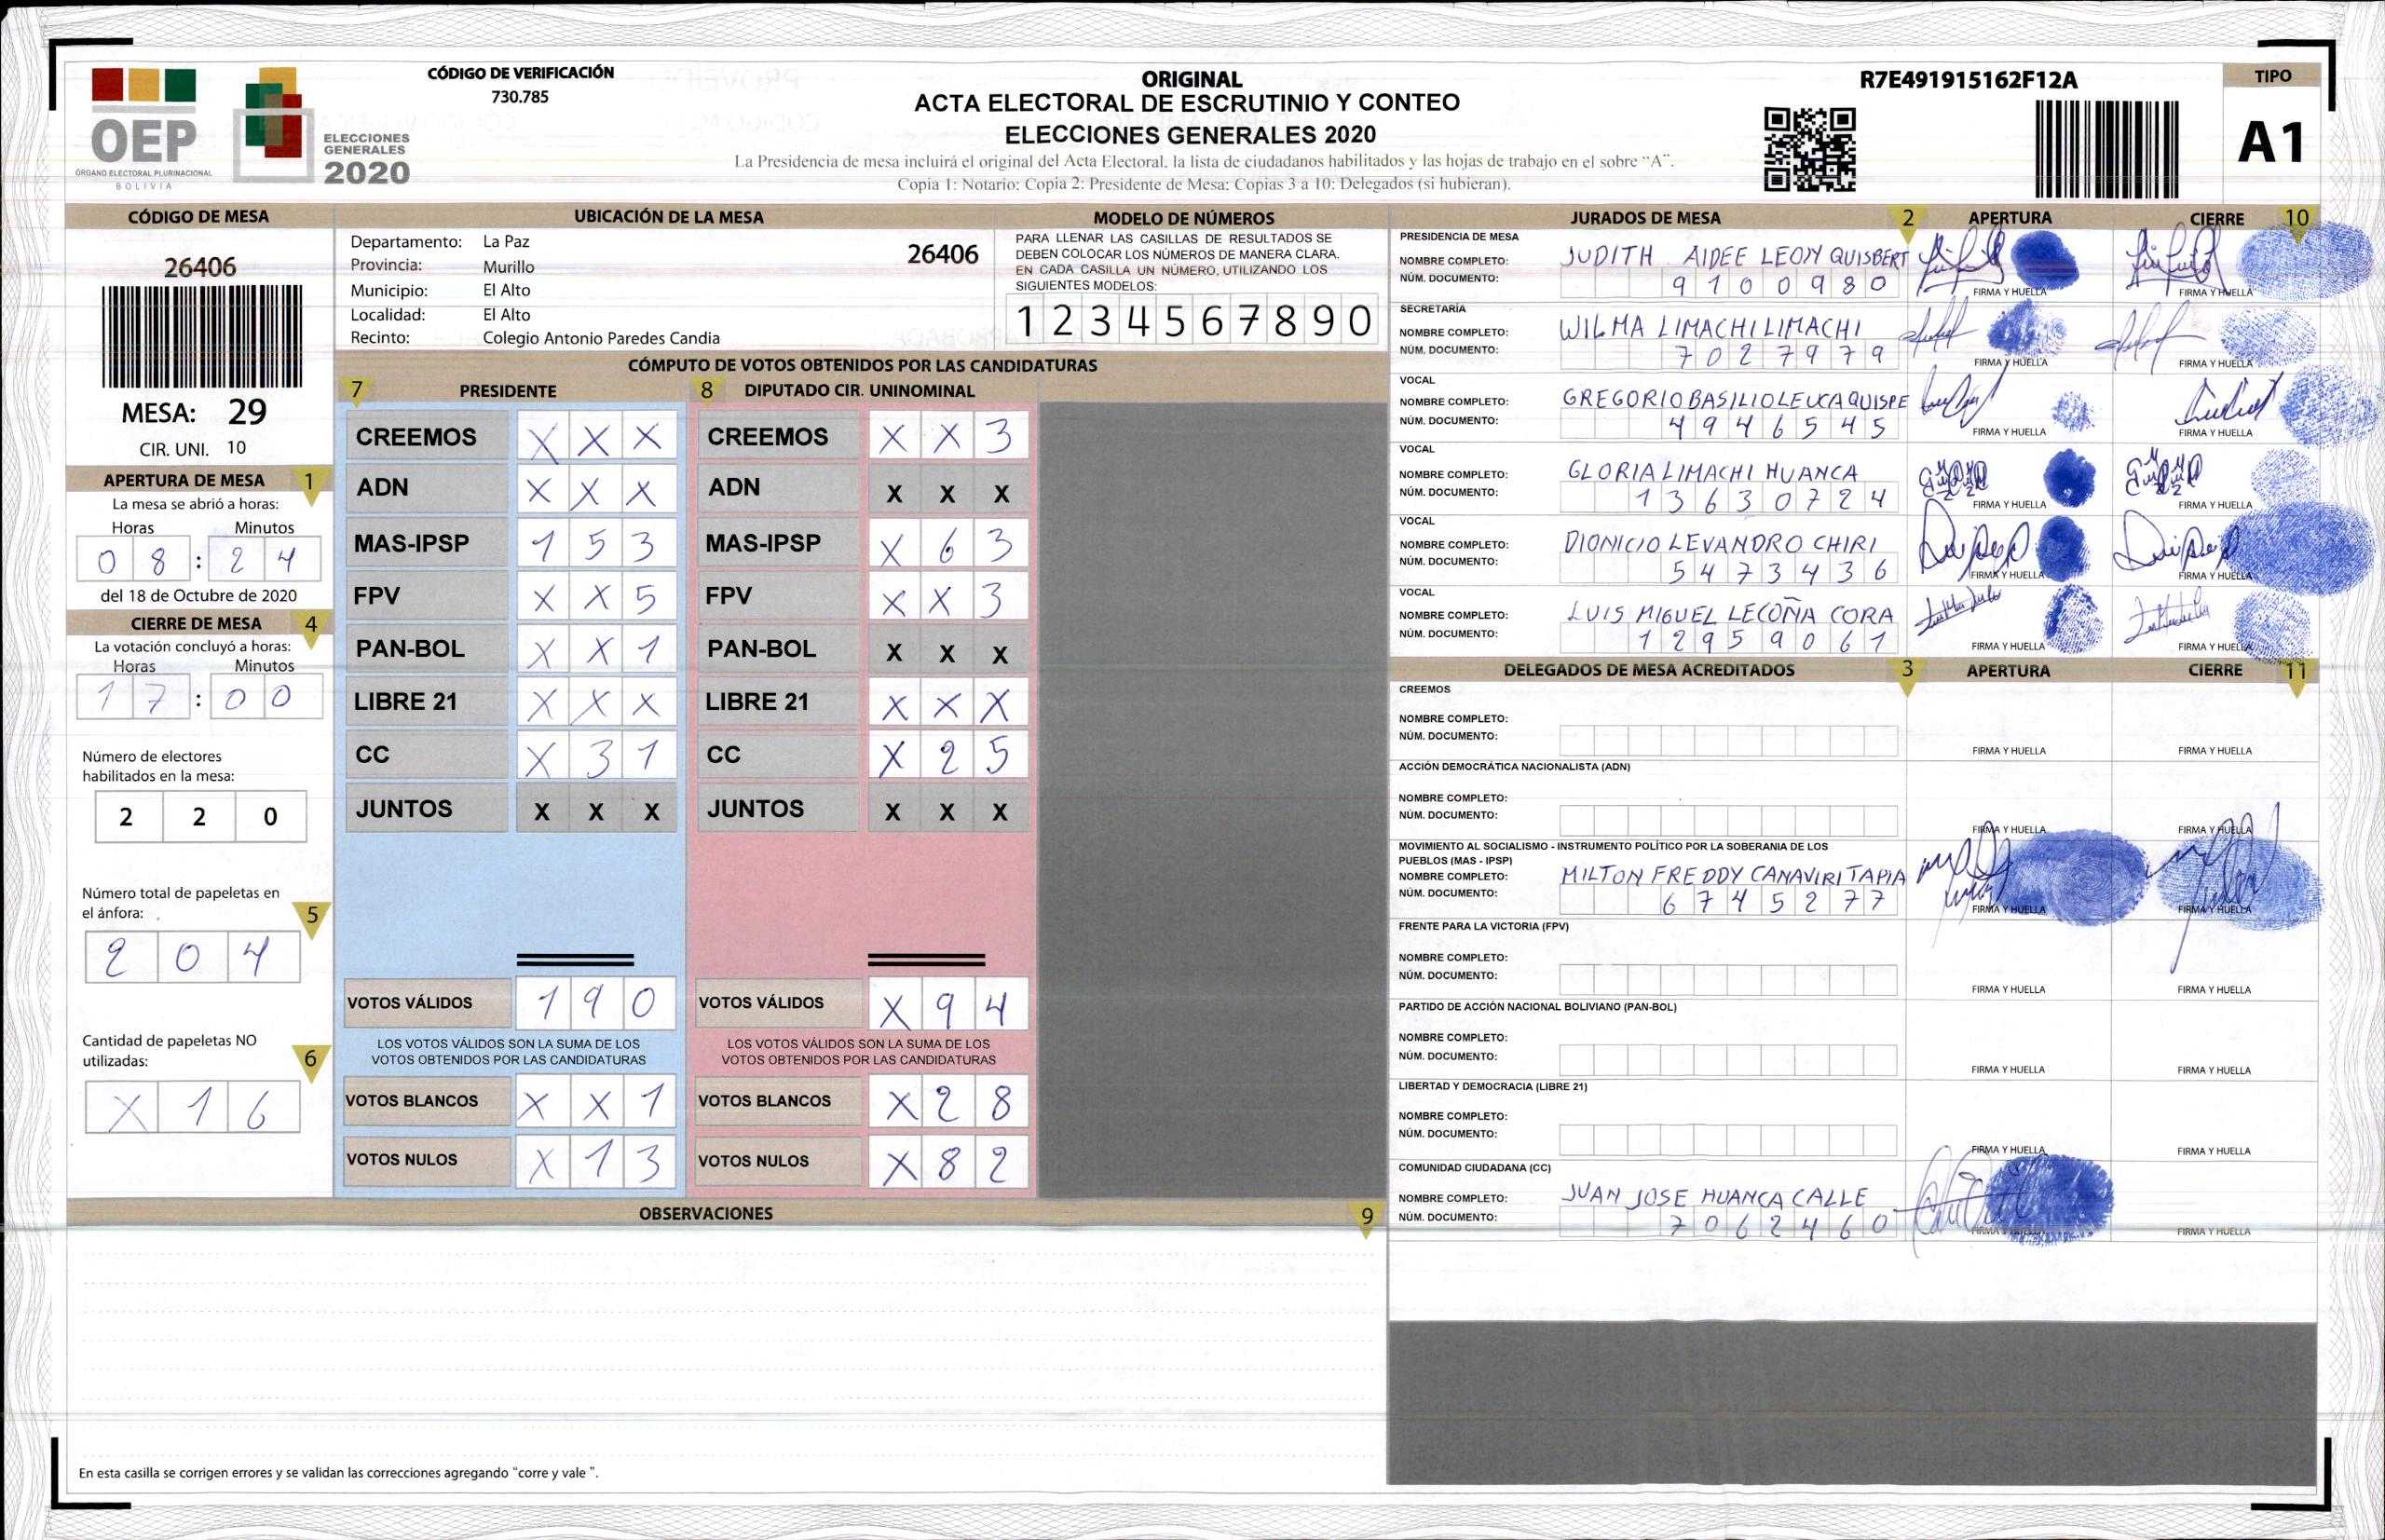 CÓDIGO DE VERIFICACIÓN
730.785
OEP
ÓRGANO ELECTORAL PLURINACIONAL
BOLIVIA
ELECCIONES
GENERALES
2020
ORIGINAL
ACTA ELECTORAL DE ESCRUTINIO Y CONTEO
ELECCIONES GENERALES 2020
La Presidencia de mesa incluirá el original del Acta Electoral, la lista de ciudadanos habilitados y las hojas de trabajo en el sobre "A".
Copia 1: Notario; Copia 2: Presidente de Mesa; Copias 3 a 10: Delegados (si hubieran).
R7E491915162F12A
TIPO
A1
CÓDIGO DE MESA
26406
MESA: 29
CIR. UNI. 10
APERTURA DE MESA 1
La mesa se abrió a horas:
Horas Minutos
0 8 : 2 4
del 18 de Octubre de 2020
CIERRE DE MESA 4
La votación concluyó a horas:
Horas Minutos
1 7 : 0 0
Número de electores
habilitados en la mesa:
2 2 0
Número total de papeletas en
el ánfora: 5
2 0 4
Cantidad de papeletas NO
utilizadas: 6
X 1 6
UBICACIÓN DE LA MESA
Departamento: La Paz 26406
Provincia: Murillo
Municipio: El Alto
Localidad: El Alto
Recinto: Colegio Antonio Paredes Candia
MODELO DE NÚMEROS
PARA LLENAR LAS CASILLAS DE RESULTADOS SE
DEBEN COLOCAR LOS NÚMEROS DE MANERA CLARA.
EN CADA CASILLA UN NÚMERO, UTILIZANDO LOS
SIGUIENTES MODELOS:
1 2 3 4 5 6 7 8 9 0
CÓMPUTO DE VOTOS OBTENIDOS POR LAS CANDIDATURAS
7 PRESIDENTE 8 DIPUTADO CIR. UNINOMINAL
CREEMOS X X X CREEMOS X X 3
ADN X X X ADN X X X
MAS-IPSP 1 5 3 MAS-IPSP X 6 3
FPV X X 5 FPV X X 3
PAN-BOL X X 1 PAN-BOL X X X
LIBRE 21 X X X LIBRE 21 X X X
CC X 3 1 CC X 2 5
JUNTOS X X X JUNTOS X X X
VOTOS VÁLIDOS 1 9 0 VOTOS VÁLIDOS X 9 4
LOS VOTOS VÁLIDOS SON LA SUMA DE LOS LOS VOTOS VÁLIDOS SON LA SUMA DE LOS
VOTOS OBTENIDOS POR LAS CANDIDATURAS VOTOS OBTENIDOS POR LAS CANDIDATURAS
VOTOS BLANCOS X X 1 VOTOS BLANCOS X 2 8
VOTOS NULOS X 1 3 VOTOS NULOS X 8 2
OBSERVACIONES 9
En esta casilla se corrigen errores y se validan las correcciones agregando "corre y vale ".
JURADOS DE MESA 2 APERTURA CIERRE 10
PRESIDENCIA DE MESA
NOMBRE COMPLETO: JUDITH AIDEE LEON QUISBERT
NÚM. DOCUMENTO: 9 1 0 0 9 8 0
FIRMA Y HUELLA FIRMA Y HUELLA
SECRETARÍA
NOMBRE COMPLETO: WILMA LIMACHI LIMACHI
NÚM. DOCUMENTO: 7 0 2 7 9 7 9
FIRMA Y HUELLA FIRMA Y HUELLA
VOCAL
NOMBRE COMPLETO: GREGORIO BASILIO LEUCA QUISPE
NÚM. DOCUMENTO: 4 9 4 6 5 4 5
FIRMA Y HUELLA FIRMA Y HUELLA
VOCAL
NOMBRE COMPLETO: GLORIA LIMACHI HUANCA
NÚM. DOCUMENTO: 1 3 6 3 0 7 2 4
FIRMA Y HUELLA FIRMA Y HUELLA
VOCAL
NOMBRE COMPLETO: DIONICIO LEVANDRO CHIRI
NÚM. DOCUMENTO: 5 4 7 3 4 3 6
FIRMA Y HUELLA FIRMA Y HUELLA
VOCAL
NOMBRE COMPLETO: LUIS MIGUEL LECOÑA CORA
NÚM. DOCUMENTO: 1 2 9 5 9 0 6 1
FIRMA Y HUELLA FIRMA Y HUELLA
DELEGADOS DE MESA ACREDITADOS 3 APERTURA CIERRE 11
CREEMOS
NOMBRE COMPLETO:
NÚM. DOCUMENTO:
FIRMA Y HUELLA FIRMA Y HUELLA
ACCIÓN DEMOCRÁTICA NACIONALISTA (ADN)
NOMBRE COMPLETO:
NÚM. DOCUMENTO:
FIRMA Y HUELLA FIRMA Y HUELLA
MOVIMIENTO AL SOCIALISMO - INSTRUMENTO POLÍTICO POR LA SOBERANIA DE LOS
PUEBLOS (MAS - IPSP)
NOMBRE COMPLETO: MILTON FREDDY CANAVIRI TAPIA
NÚM. DOCUMENTO: 6 7 4 5 2 7 7
FIRMA Y HUELLA FIRMA Y HUELLA
FRENTE PARA LA VICTORIA (FPV)
NOMBRE COMPLETO:
NÚM. DOCUMENTO:
FIRMA Y HUELLA FIRMA Y HUELLA
PARTIDO DE ACCIÓN NACIONAL BOLIVIANO (PAN-BOL)
NOMBRE COMPLETO:
NÚM. DOCUMENTO:
FIRMA Y HUELLA FIRMA Y HUELLA
LIBERTAD Y DEMOCRACIA (LIBRE 21)
NOMBRE COMPLETO:
NÚM. DOCUMENTO:
FIRMA Y HUELLA FIRMA Y HUELLA
COMUNIDAD CIUDADANA (CC)
NOMBRE COMPLETO: JUAN JOSE HUANCA CALLE
NÚM. DOCUMENTO: 7 0 6 2 4 6 0
FIRMA Y HUELLA FIRMA Y HUELLA